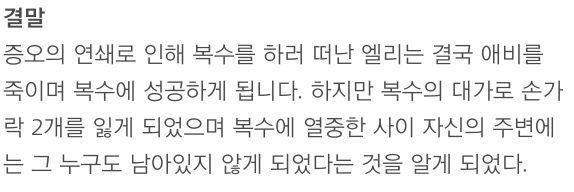 결말
증오의 연쇄로 인해 복수를 하러 떠난 엘리는 결국 애비를
죽이며 복수에 성공하게 됩니다. 하지만 복수의 대가로 손가
락 2개를 잃게 되었으며 복수에 열중한 사이 자신의 주변에
는 그 누구도 남아있지 않게 되었다는 것을 알게 되었다.